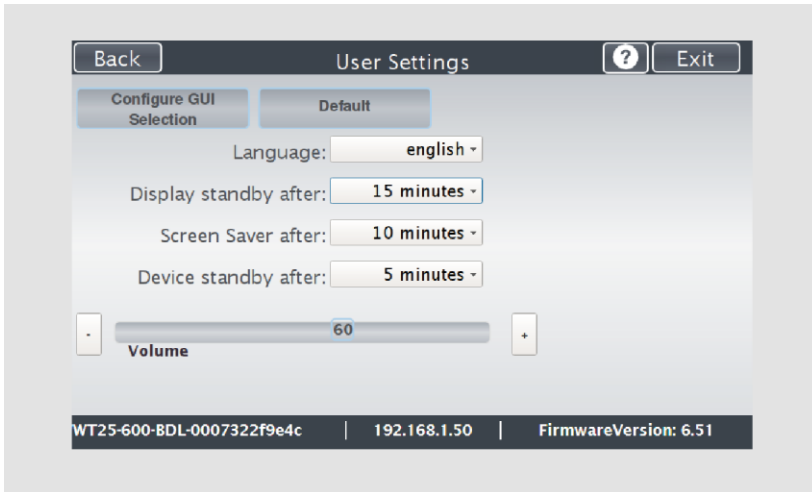 Back
User Settings
?
Exit
Configure GUI
Selection
Default
Language: english
Display standby after: 15 minutes
Screen Saver after: 10 minutes
Device standby after: 5 minutes
-
60
+
Volume
WT25-600-BDL-0007322f9e4c | 192.168.1.50 | FirmwareVersion: 6.51